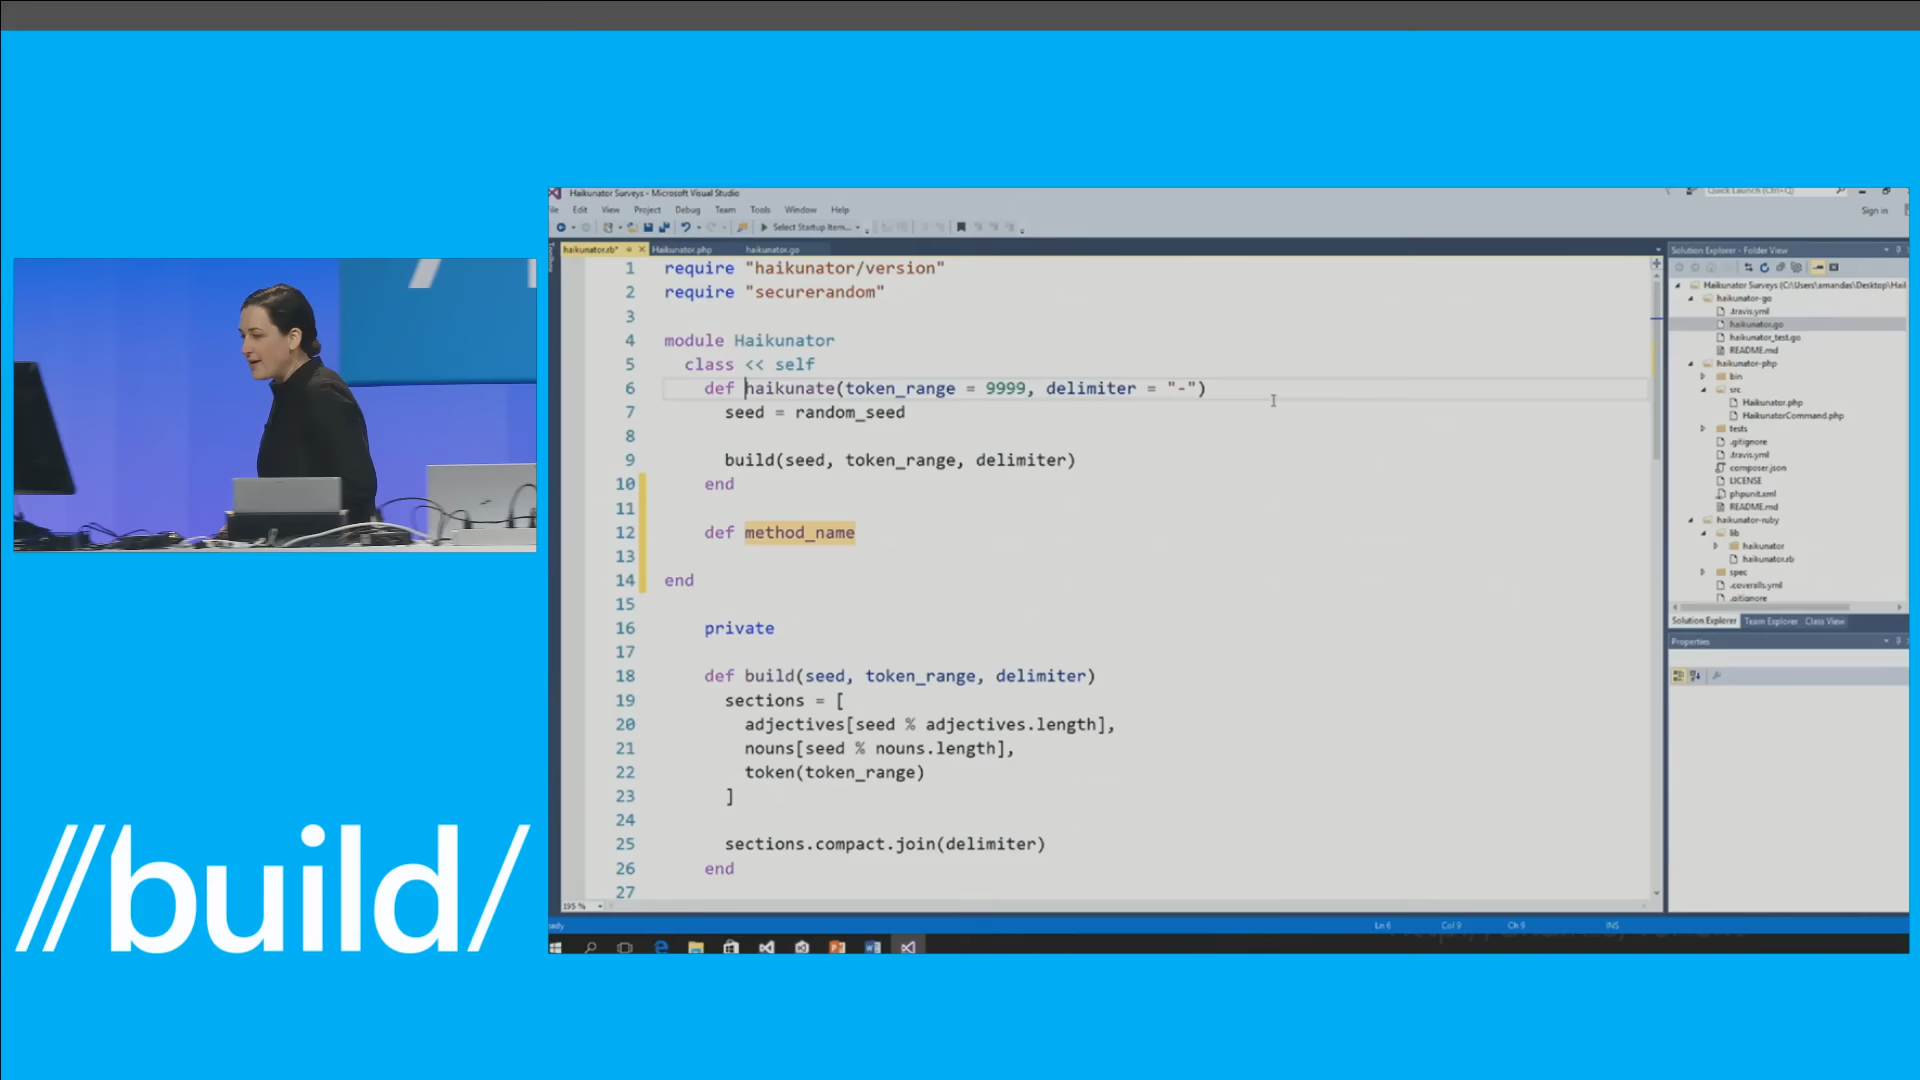 Haikunator Surveys - Microsoft Visual Studio
Quick Launch (Ctrl+Q)
Edit View Project Debug Team Tools Window Help
Sign in
Select Startup Item...
haikunator.rb* Haikunator.php haikunator.go
1 require "haikunator/version"
2 require "securerandom"
3
4 module Haikunator
5 class << self
6 def haikunate(token_range = 9999, delimiter = "-")
7 seed = random_seed
8
9 build(seed, token_range, delimiter)
10 end
11
12 def method_name
13
14 end
15
16 private
17
18 def build(seed, token_range, delimiter)
19 sections = [
20 adjectives[seed % adjectives.length],
21 nouns[seed % nouns.length],
22 token(token_range)
23 ]
24
25 sections.compact.join(delimiter)
26 end
27
195 %
Ln 6 Col 9 Ch 9 INS
Solution Explorer - Folder View
Haikunator Surveys (C:\Users\amandas\Desktop\Hai
haikunator-go
.travis.yml
haikunator.go
haikunator_test.go
README.md
haikunator-php
bin
src
Haikunator.php
HaikunatorCommand.php
tests
.gitignore
.travis.yml
composer.json
LICENSE
phpunit.xml
README.md
haikunator-ruby
lib
haikunator
haikunator.rb
spec
.coveralls.yml
.gitignore
Solution Explorer Team Explorer Class View
Properties
//build/